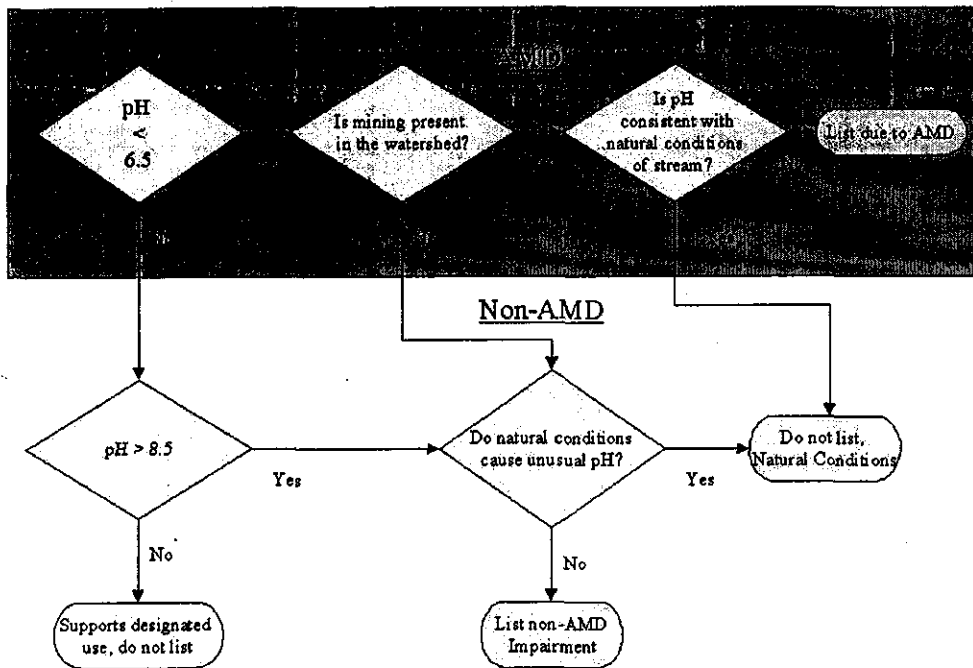 AMD
pH
<
6.5
Is mining present
in the watershed?
Is pH
consistent with
natural conditions
of stream?
List due to AMD
Non-AMD
pH > 8.5
Yes
Do natural conditions
cause unusual pH?
Yes
Do not list,
Natural Conditions
No
No
Supports designated
use, do not list
List non-AMD
Impairment